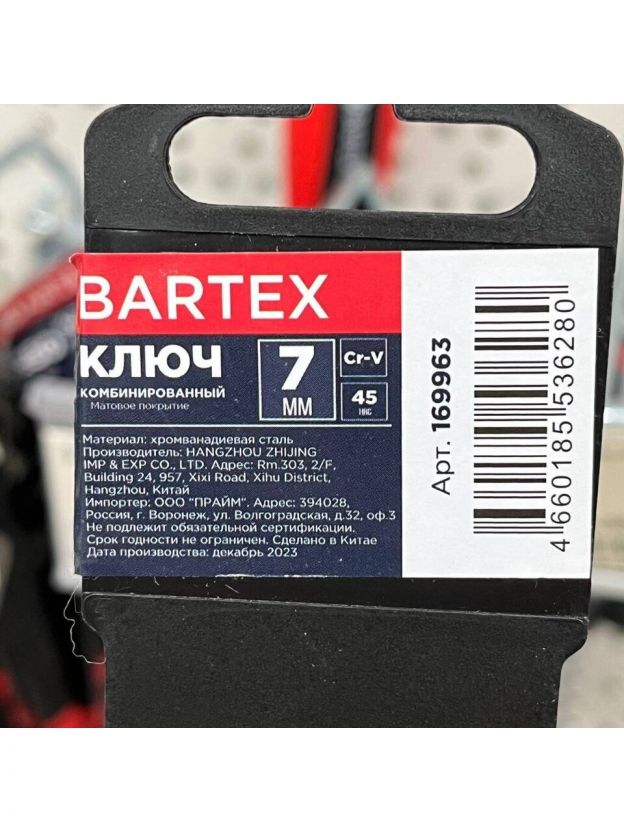 BARTEX
КЛЮЧ
КОМБИНИРОВАННЫЙ
Матовое покрытие
7
ММ
Cr-V
45
HRC
Материал: хромванадиевая сталь
Производитель: HANGZHOU ZHIJING
IMP & EXP CO., LTD. Адрес: Rm.303, 2/F,
Building 24, 957, Xixi Road, Xihu District,
Hangzhou, Китай
Импортер: ООО "ПРАЙМ". Адрес: 394028,
Россия, г. Воронеж, ул. Волгоградская, д.32, оф.3
Не подлежит обязательной сертификации.
Срок годности не ограничен. Сделано в Китае
Дата производства: декабрь 2023
Арт. 169963
4 660185 536280